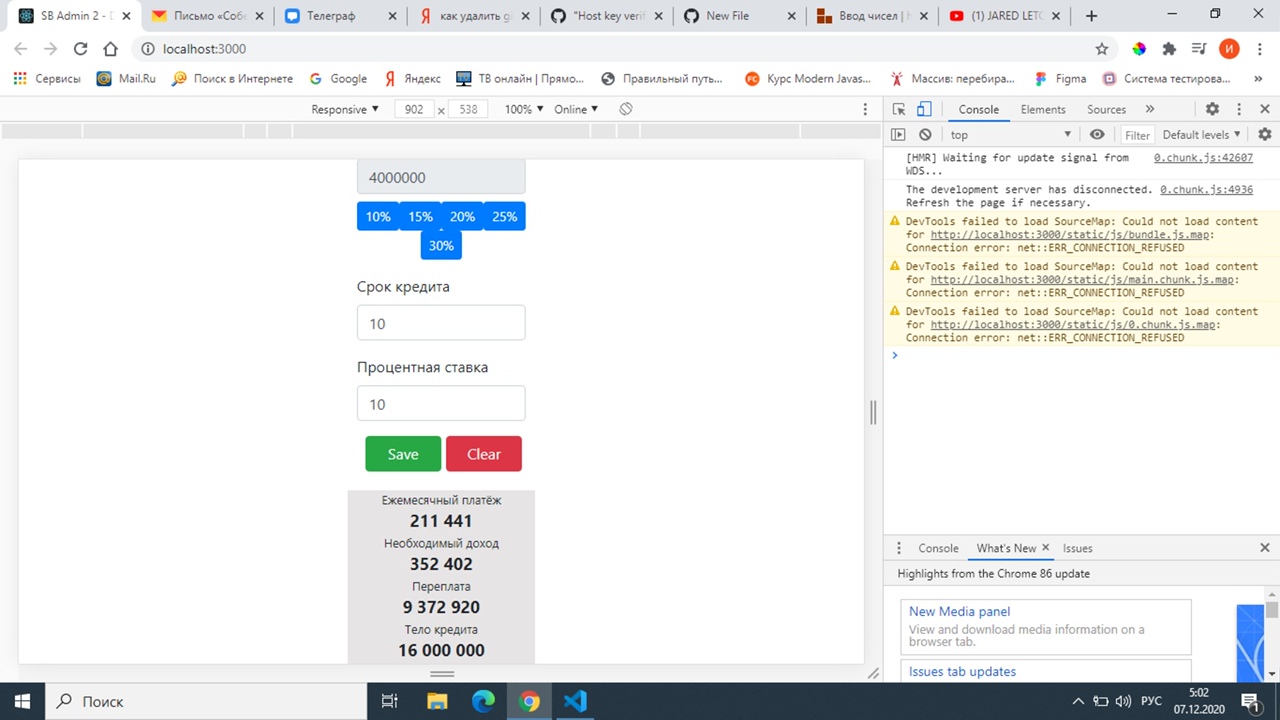 SB Admin 2 - D
Письмо «Собе
Телеграф
как удалить gi
"Host key verif
New File
Ввод чисел | H
(1) JARED LETO
localhost:3000
И
Сервисы
Mail.Ru
Поиск в Интернете
Google
Яндекс
ТВ онлайн | Прямо...
Правильный путь...
Курс Modern Javas...
Массив: перебира...
Figma
Система тестирова...
»
Responsive
902 x 538
100%
Online
Console
Elements
Sources
»
top
Filter
Default levels
[HMR] Waiting for update signal from 0.chunk.js:42607
WDS...
The development server has disconnected. 0.chunk.js:4936
Refresh the page if necessary.
DevTools failed to load SourceMap: Could not load content
for http://localhost:3000/static/js/bundle.js.map:
Connection error: net::ERR_CONNECTION_REFUSED
DevTools failed to load SourceMap: Could not load content
for http://localhost:3000/static/js/main.chunk.js.map:
Connection error: net::ERR_CONNECTION_REFUSED
DevTools failed to load SourceMap: Could not load content
for http://localhost:3000/static/js/0.chunk.js.map:
Connection error: net::ERR_CONNECTION_REFUSED
4000000
10% 15% 20% 25%
30%
Срок кредита
10
Процентная ставка
10
Save
Clear
Ежемесячный платёж
211 441
Необходимый доход
352 402
Переплата
9 372 920
Тело кредита
16 000 000
Console
What's New
Issues
Highlights from the Chrome 86 update
New Media panel
View and download media information on a
browser tab.
Issues tab updates
Поиск
РУС
5:02
07.12.2020
1